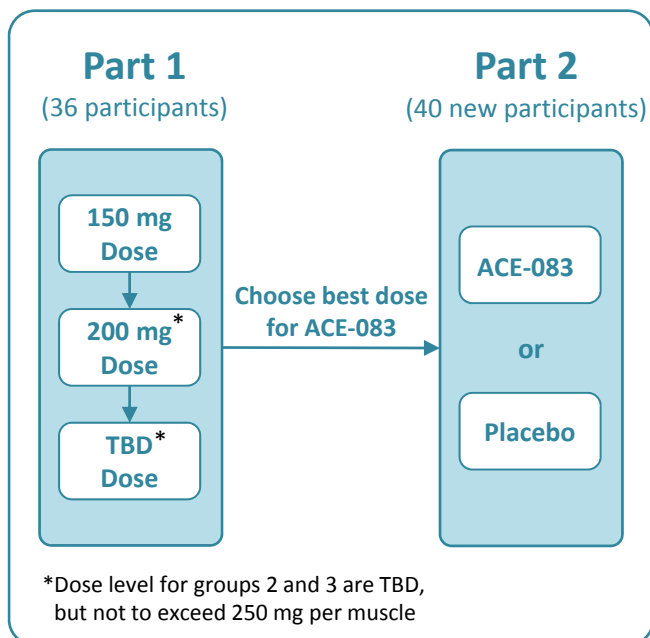 Part 1
(36 participants)
150 mg
Dose
200 mg*
Dose
TBD*
Dose
Choose best dose
for ACE-083
Part 2
(40 new participants)
ACE-083
or
Placebo
*Dose level for groups 2 and 3 are TBD,
but not to exceed 250 mg per muscle